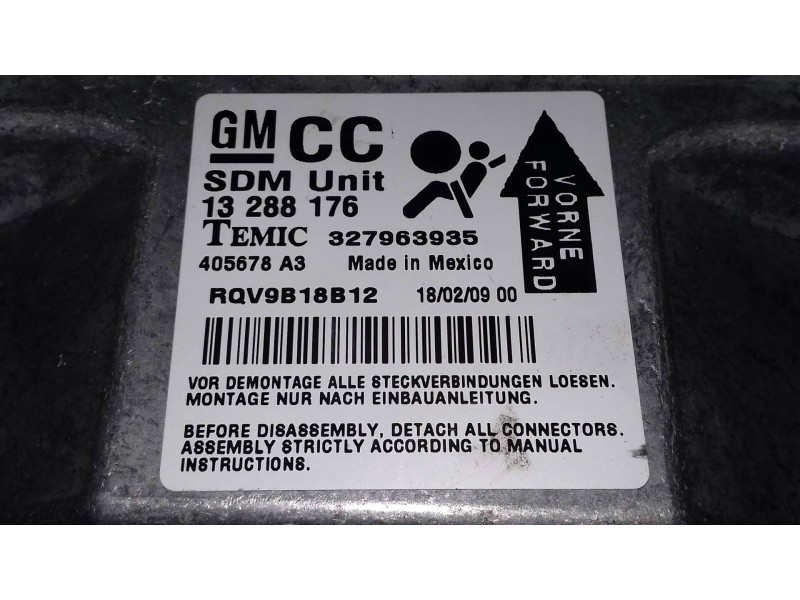 GM CC
SDM Unit
13 288 176
TEMIC 327963935
405678 A3 Made in Mexico
RQV9B18B12 18/02/09 00
VORNE
FORWARD
VOR DEMONTAGE ALLE STECKVERBINDUNGEN LOESEN.
MONTAGE NUR NACH EINBAUANLEITUNG.
BEFORE DISASSEMBLY, DETACH ALL CONNECTORS.
ASSEMBLY STRICTLY ACCORDING TO MANUAL
INSTRUCTIONS.